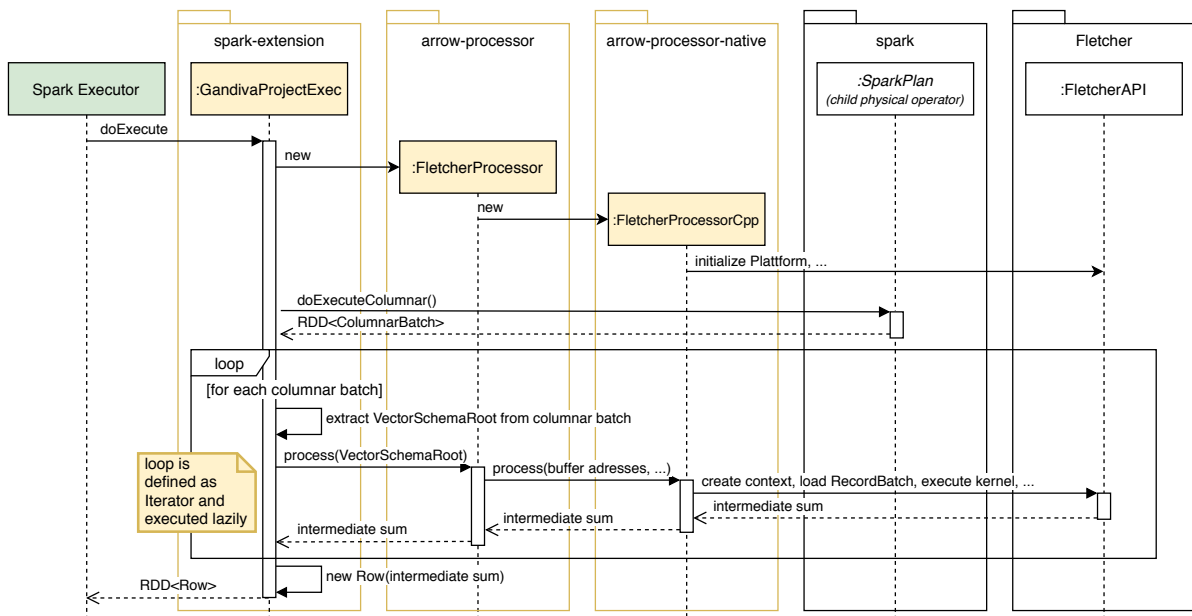 spark-extension
arrow-processor
arrow-processor-native
spark
Fletcher
Spark Executor
:GandivaProjectExec
:SparkPlan
(child physical operator)
:FletcherAPI
doExecute
new
:FletcherProcessor
new
:FletcherProcessorCpp
initialize Plattform, ...
doExecuteColumnar()
RDD<ColumnarBatch>
loop
[for each columnar batch]
extract VectorSchemaRoot from columnar batch
loop is
defined as
Iterator and
executed lazily
process(VectorSchemaRoot)
process(buffer adresses, ...)
create context, load RecordBatch, execute kernel, ...
intermediate sum
intermediate sum
intermediate sum
new Row(intermediate sum)
RDD<Row>